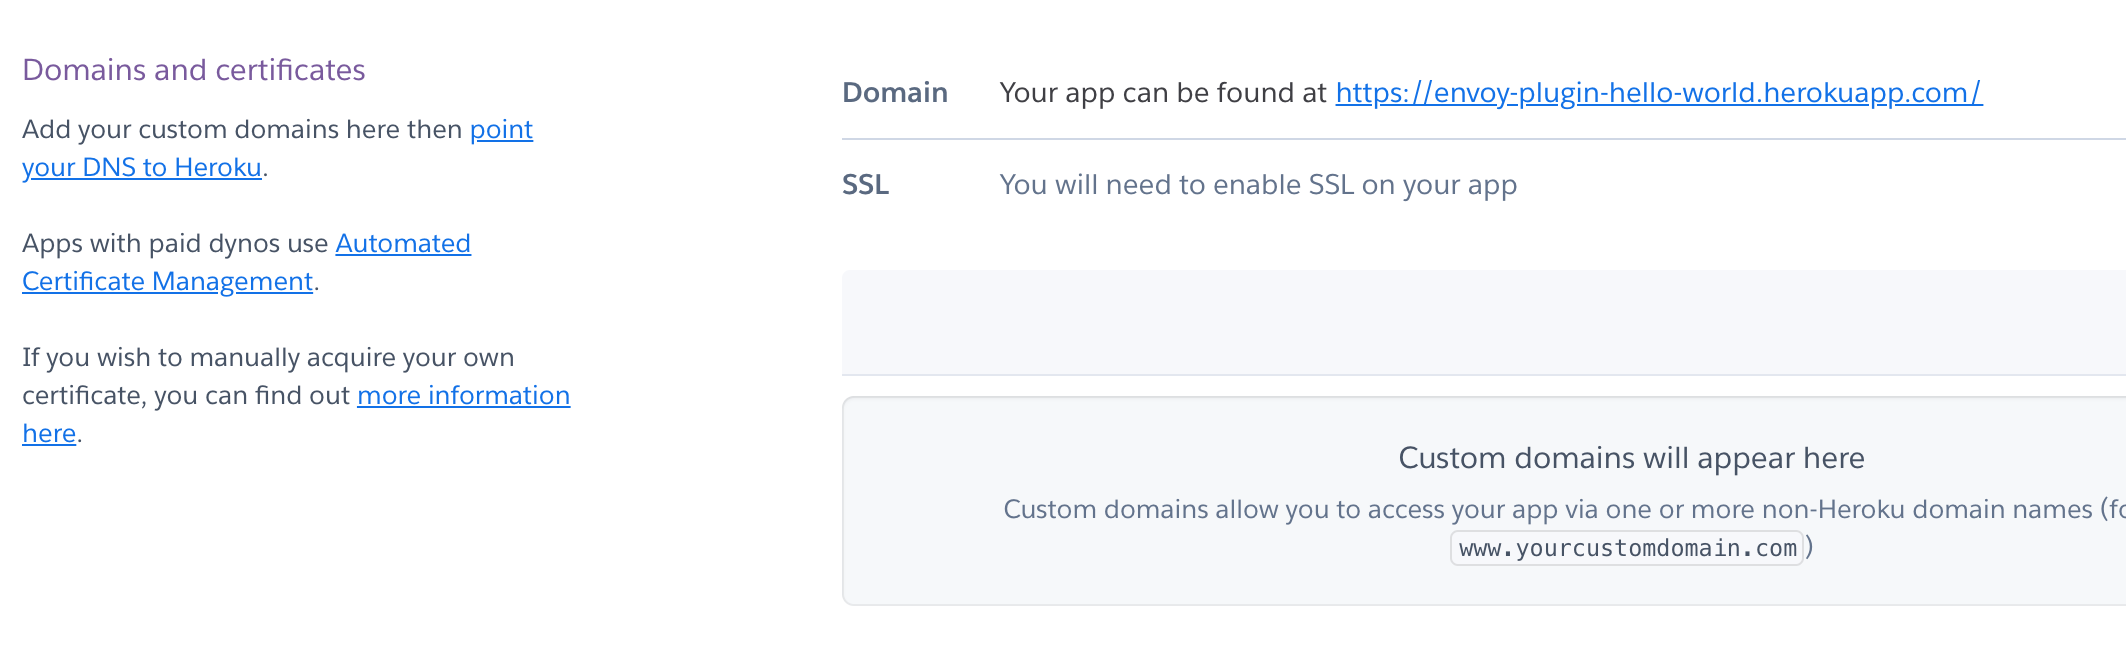 Domains and certificates
Add your custom domains here then point
your DNS to Heroku.
Apps with paid dynos use Automated
Certificate Management.
If you wish to manually acquire your own
certificate, you can find out more information
here.
Domain Your app can be found at https://envoy-plugin-hello-world.herokuapp.com/
SSL You will need to enable SSL on your app
Custom domains will appear here
Custom domains allow you to access your app via one or more non-Heroku domain names (fo
www.yourcustomdomain.com)